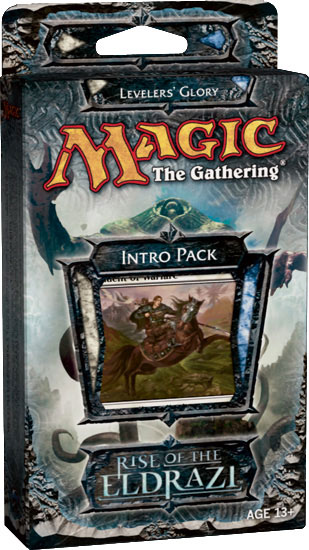 LEVELERS' GLORY
MAGIC
The Gathering®
INTRO PACK
RISE OF THE
ELDRAZI
AGE 13+